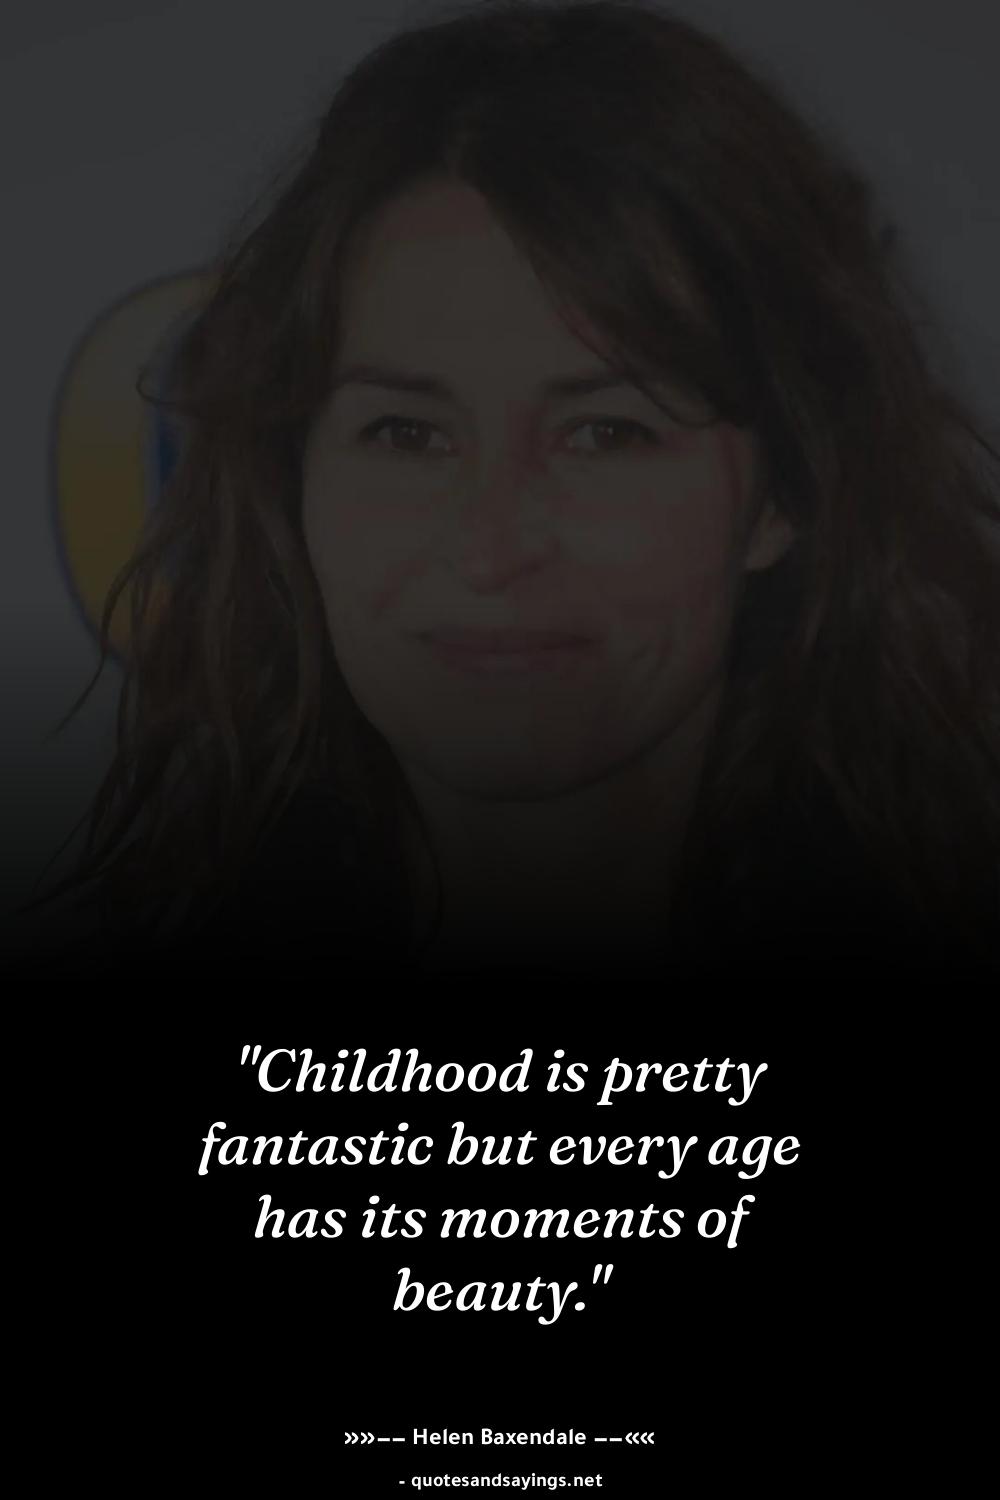 "Childhood is pretty
fantastic but every age
has its moments of
beauty."
»»−− Helen Baxendale −−««
- quotesandsayings.net